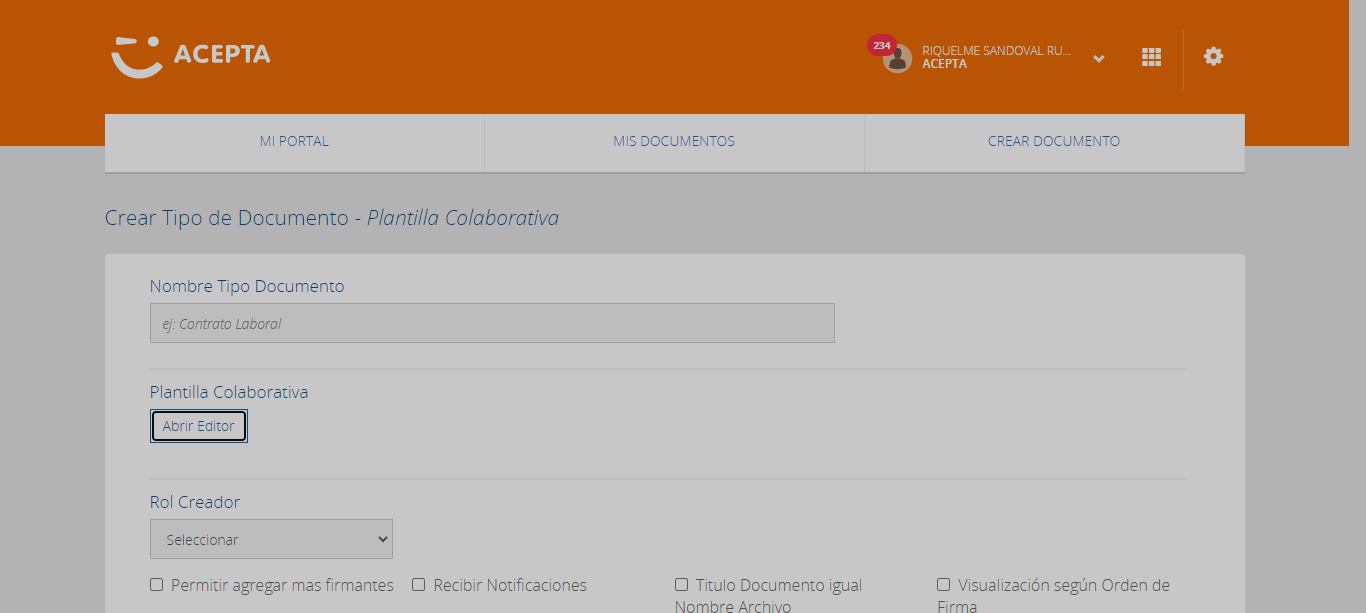 ACEPTA
234
RIQUELME SANDOVAL RU...
ACEPTA
MI PORTAL
MIS DOCUMENTOS
CREAR DOCUMENTO
Crear Tipo de Documento - Plantilla Colaborativa
Nombre Tipo Documento
ej: Contrato Laboral
Plantilla Colaborativa
Abrir Editor
Rol Creador
Seleccionar
Permitir agregar mas firmantes
Recibir Notificaciones
Titulo Documento igual
Nombre Archivo
Visualización según Orden de
Firma